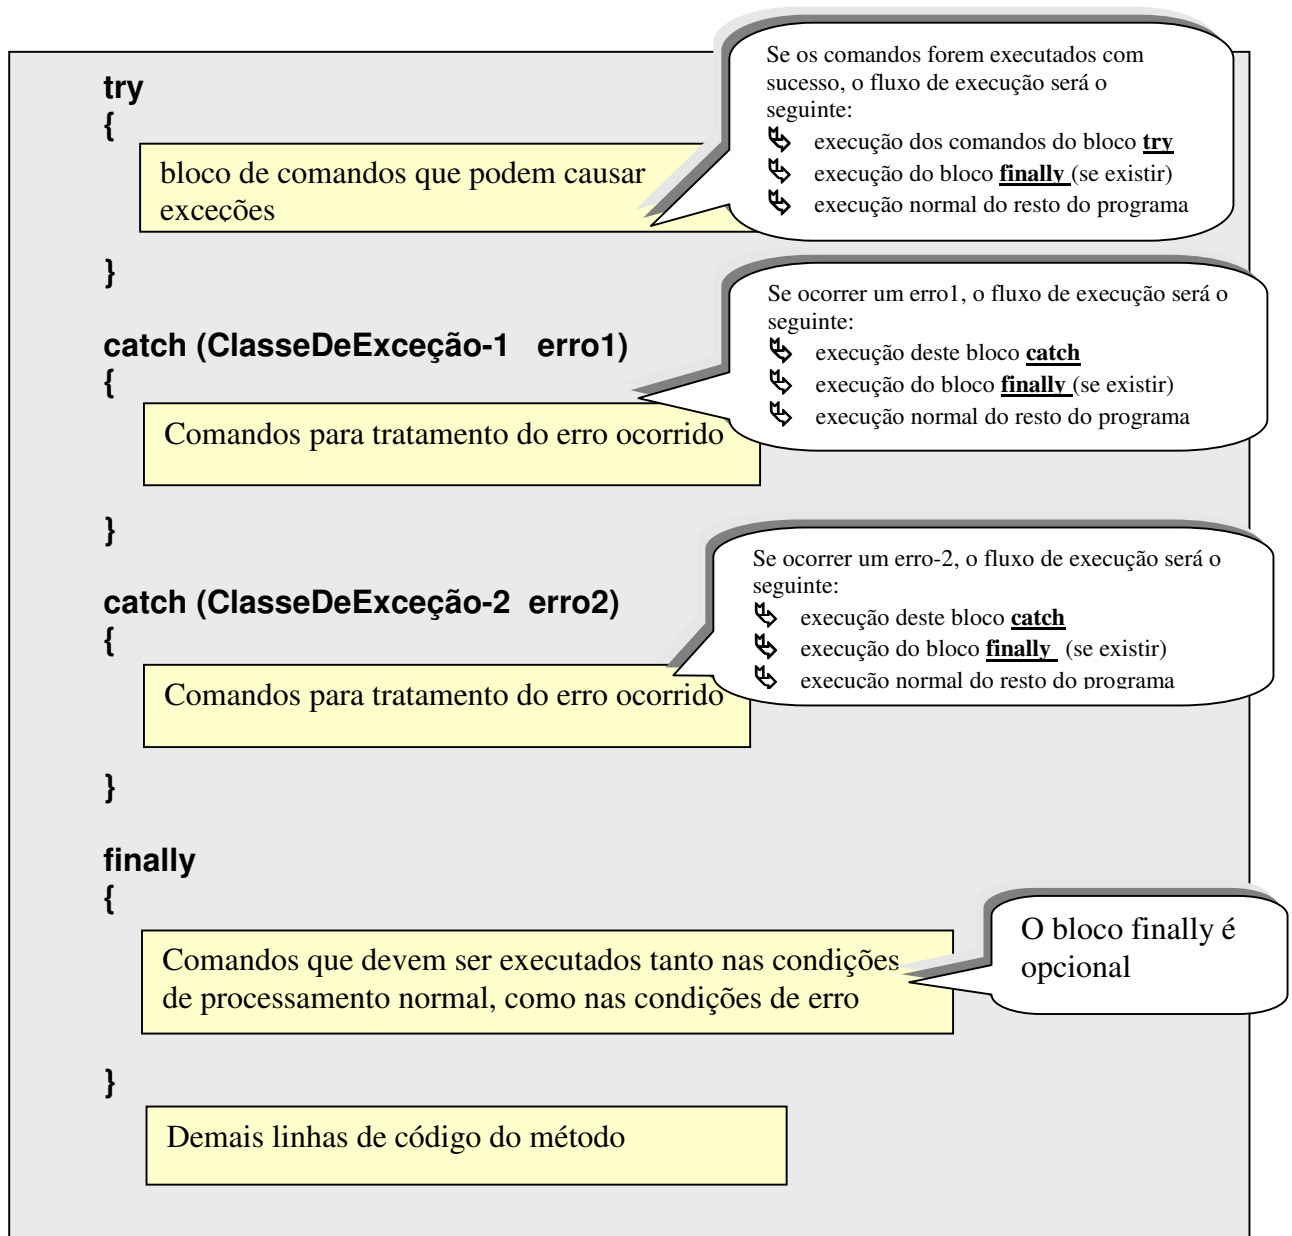 try
{
bloco de comandos que podem causar
exceções
}
Se os comandos forem executados com
sucesso, o fluxo de execução será o
seguinte:
execução dos comandos do bloco try
execução do bloco finally (se existir)
execução normal do resto do programa
catch (ClasseDeExceção-1 erro1)
{
Comandos para tratamento do erro ocorrido
}
Se ocorrer um erro1, o fluxo de execução será o
seguinte:
execução deste bloco catch
execução do bloco finally (se existir)
execução normal do resto do programa
catch (ClasseDeExceção-2 erro2)
{
Comandos para tratamento do erro ocorrido
}
Se ocorrer um erro-2, o fluxo de execução será o
seguinte:
execução deste bloco catch
execução do bloco finally (se existir)
execução normal do resto do programa
finally
{
Comandos que devem ser executados tanto nas condições
de processamento normal, como nas condições de erro
}
O bloco finally é
opcional
Demais linhas de código do método